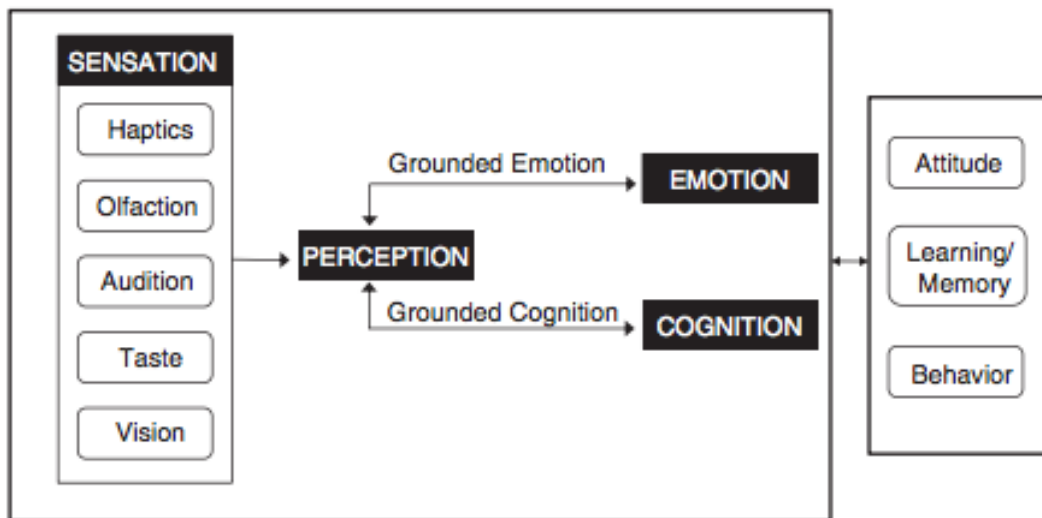 SENSATION
Haptics
Olfaction
Audition
Taste
Vision
PERCEPTION
Grounded Emotion
EMOTION
Grounded Cognition
COGNITION
Attitude
Learning/
Memory
Behavior